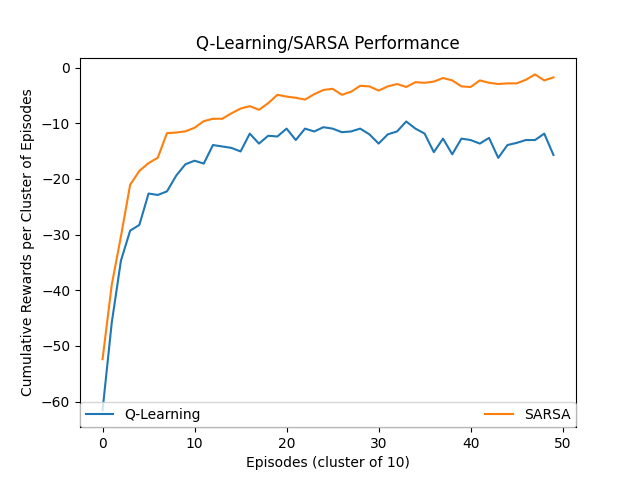 Q-Learning/SARSA Performance
Cumulative Rewards per Cluster of Episodes
0
−10
−20
−30
−40
−50
−60
Q-Learning
SARSA
0 10 20 30 40 50
Episodes (cluster of 10)